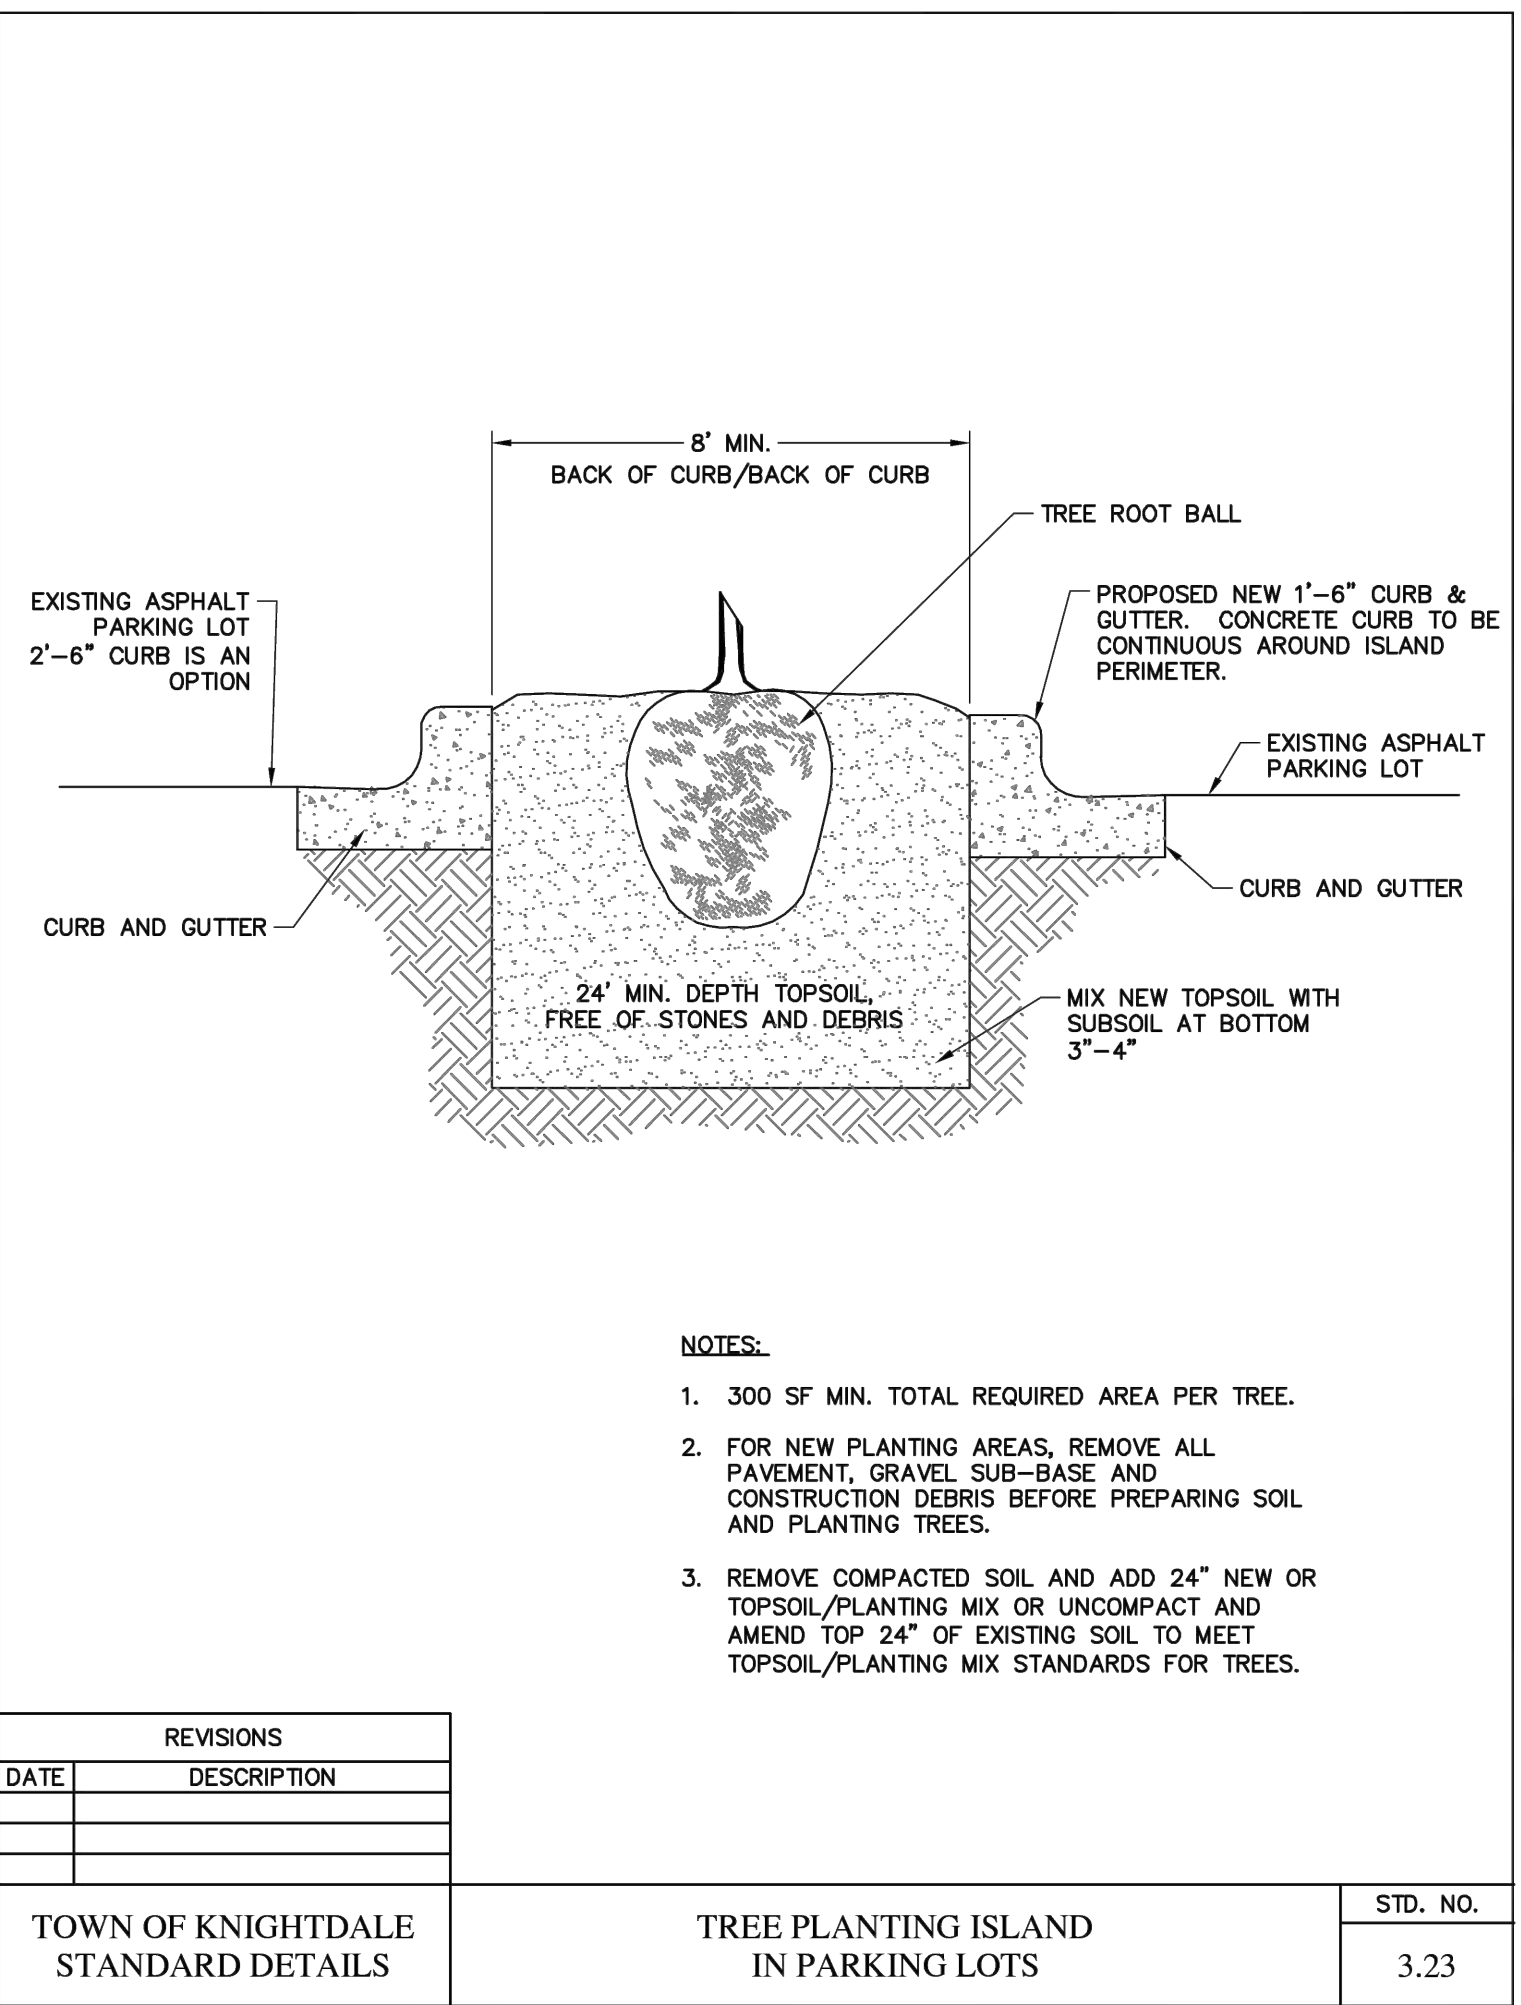 8' MIN.
BACK OF CURB/BACK OF CURB
TREE ROOT BALL
EXISTING ASPHALT
PARKING LOT
2'-6" CURB IS AN
OPTION
PROPOSED NEW 1'-6" CURB &
GUTTER. CONCRETE CURB TO BE
CONTINUOUS AROUND ISLAND
PERIMETER.
EXISTING ASPHALT
PARKING LOT
CURB AND GUTTER
CURB AND GUTTER
24' MIN. DEPTH TOPSOIL,
FREE OF STONES AND DEBRIS
MIX NEW TOPSOIL WITH
SUBSOIL AT BOTTOM
3"-4"
NOTES:
1. 300 SF MIN. TOTAL REQUIRED AREA PER TREE.
2. FOR NEW PLANTING AREAS, REMOVE ALL
PAVEMENT, GRAVEL SUB-BASE AND
CONSTRUCTION DEBRIS BEFORE PREPARING SOIL
AND PLANTING TREES.
3. REMOVE COMPACTED SOIL AND ADD 24" NEW OR
TOPSOIL/PLANTING MIX OR UNCOMPACT AND
AMEND TOP 24" OF EXISTING SOIL TO MEET
TOPSOIL/PLANTING MIX STANDARDS FOR TREES.
REVISIONS
DATE DESCRIPTION
TOWN OF KNIGHTDALE
STANDARD DETAILS
TREE PLANTING ISLAND
IN PARKING LOTS
STD. NO.
3.23